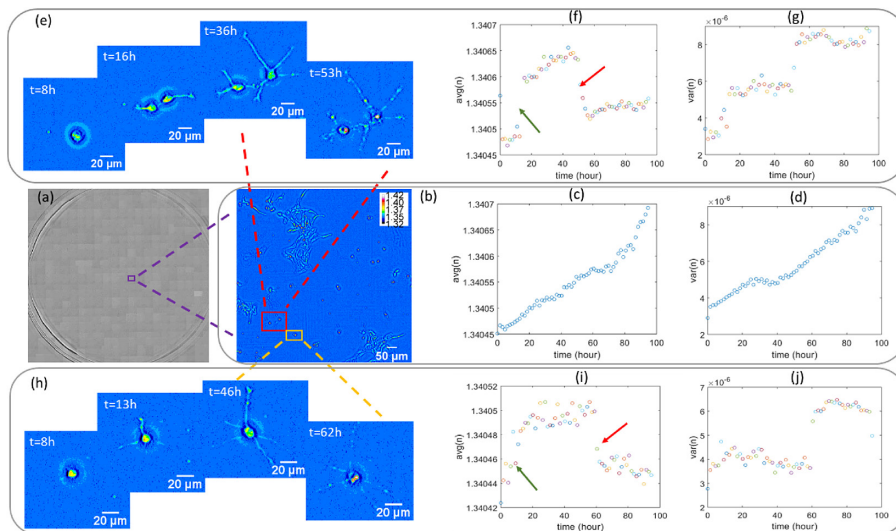 (e)
t=8h
20 μm
t=16h
20 μm
t=36h
20 μm
t=53h
20 μm
(f)
1.3407
1.34065
1.3406
1.34055
1.3405
1.34045
avg(n)
0 20 40 60 80 100
time (hour)
(g)
×10⁻⁶
8
6
4
2
var(n)
0 20 40 60 80 100
time (hour)
(a)
(b)
1.42
1.40
1.37
1.35
1.32
50 μm
(c)
1.3407
1.34065
1.3406
1.34055
1.3405
1.34045
avg(n)
0 20 40 60 80 100
time (hour)
(d)
×10⁻⁶
8
6
4
2
var(n)
0 20 40 60 80 100
time (hour)
(h)
t=8h
20 μm
t=13h
20 μm
t=46h
20 μm
t=62h
20 μm
(i)
1.34052
1.3405
1.34048
1.34046
1.34044
1.34042
avg(n)
0 20 40 60 80 100
time (hour)
(j)
×10⁻⁶
7
6
5
4
3
2
var(n)
0 20 40 60 80 100
time (hour)